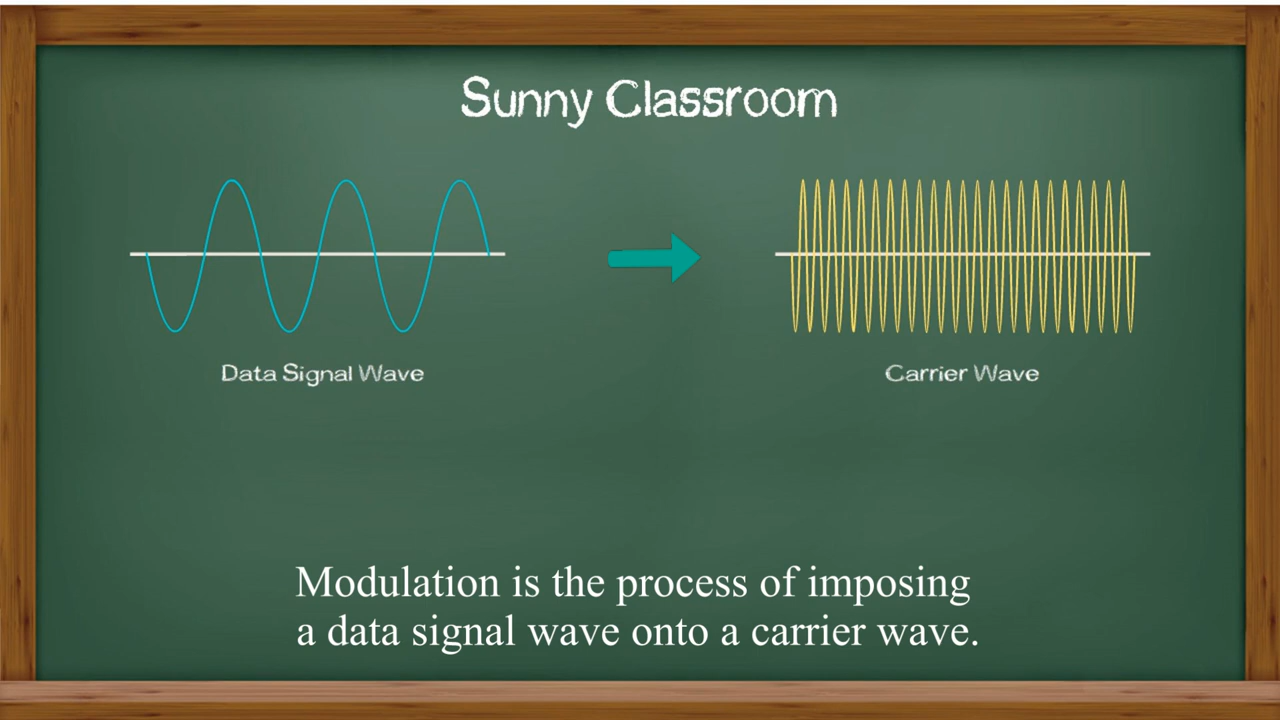 Sunny Classroom
Data Signal Wave
Carrier Wave
Modulation is the process of imposing
a data signal wave onto a carrier wave.